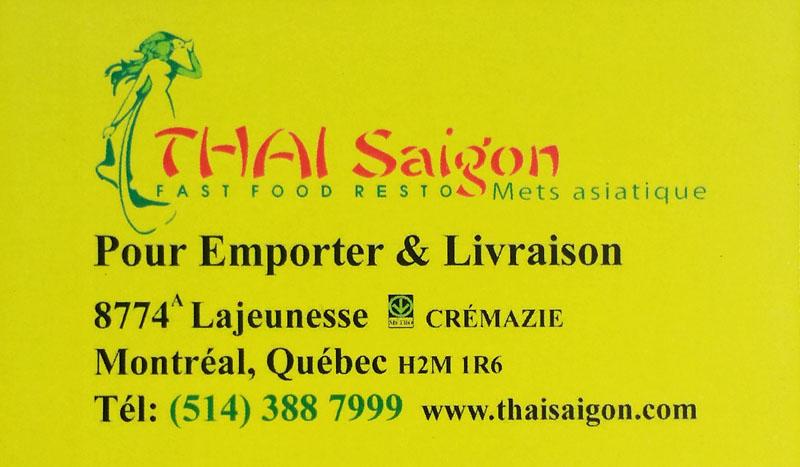 THAI Saigon
FAST FOOD RESTO Mets asiatique
Pour Emporter & Livraison
8774A Lajeunesse METRO CRÉMAZIE
Montréal, Québec H2M 1R6
Tél: (514) 388 7999 www.thaisaigon.com